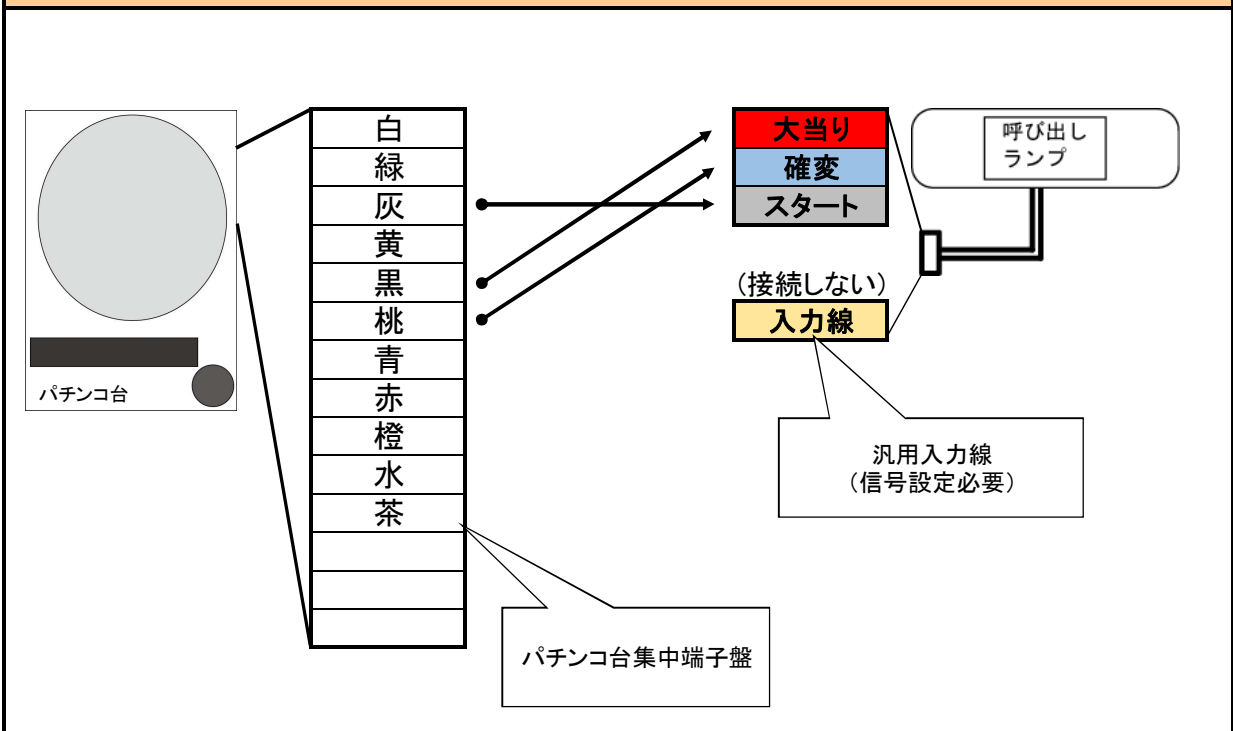 パチンコ台
白
緑
灰
黄
黒
桃
青
赤
橙
水
茶
パチンコ台集中端子盤
大当り
確変
スタート
(接続しない)
入力線
汎用入力線
(信号設定必要)
呼び出し
ランプ